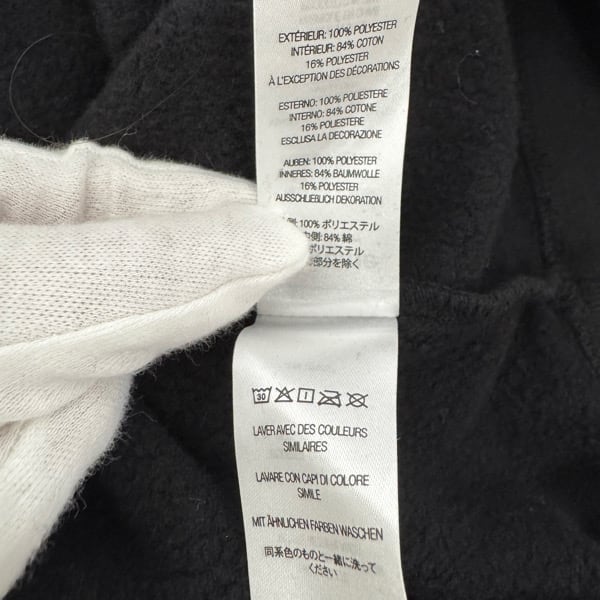 EXTÉRIEUR: 100% POLYESTER
INTÉRIEUR: 84% COTON
16% POLYESTER
À L'EXCEPTION DES DÉCORATIONS
ESTERNO: 100% POLIESTERE
INTERNO: 84% COTONE
16% POLIESTERE
ESCLUSA LA DECORAZIONE
AUBEN: 100% POLYESTER
INNERES: 84% BAUMWOLLE
16% POLYESTER
AUSSCHLIEßLICH DEKORATION
側: 100% ポリエステル
側: 84% 綿
ポリエステル
部分を除く
30
LAVER AVEC DES COULEURS
SIMILAIRES
LAVARE CON CAPI DI COLORE
SIMILE
MIT ÄHNLICHEN FARBEN WASCHEN
同系色のものと一緒に洗って
ください